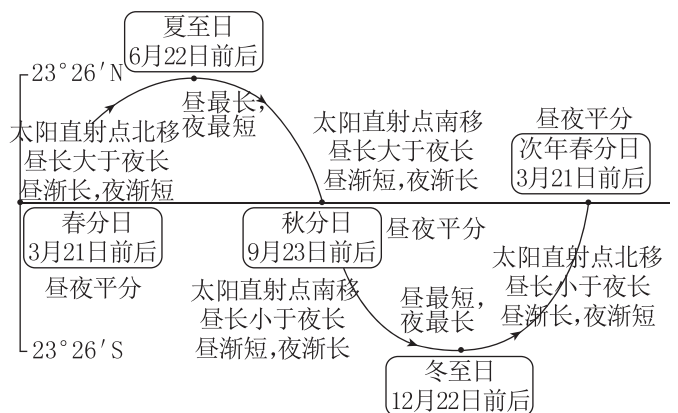 夏至日
6月22日前后
23°26′N
昼最长,
夜最短
太阳直射点北移
昼长大于夜长
昼渐长,夜渐短
太阳直射点南移
昼长大于夜长
昼渐短,夜渐长
昼夜平分
次年春分日
3月21日前后
春分日
3月21日前后
昼夜平分
秋分日
9月23日前后
昼夜平分
太阳直射点南移
昼长小于夜长
昼渐短,夜渐长
昼最短,
夜最长
太阳直射点北移
昼长小于夜长
昼渐长,夜渐短
23°26′S
冬至日
12月22日前后